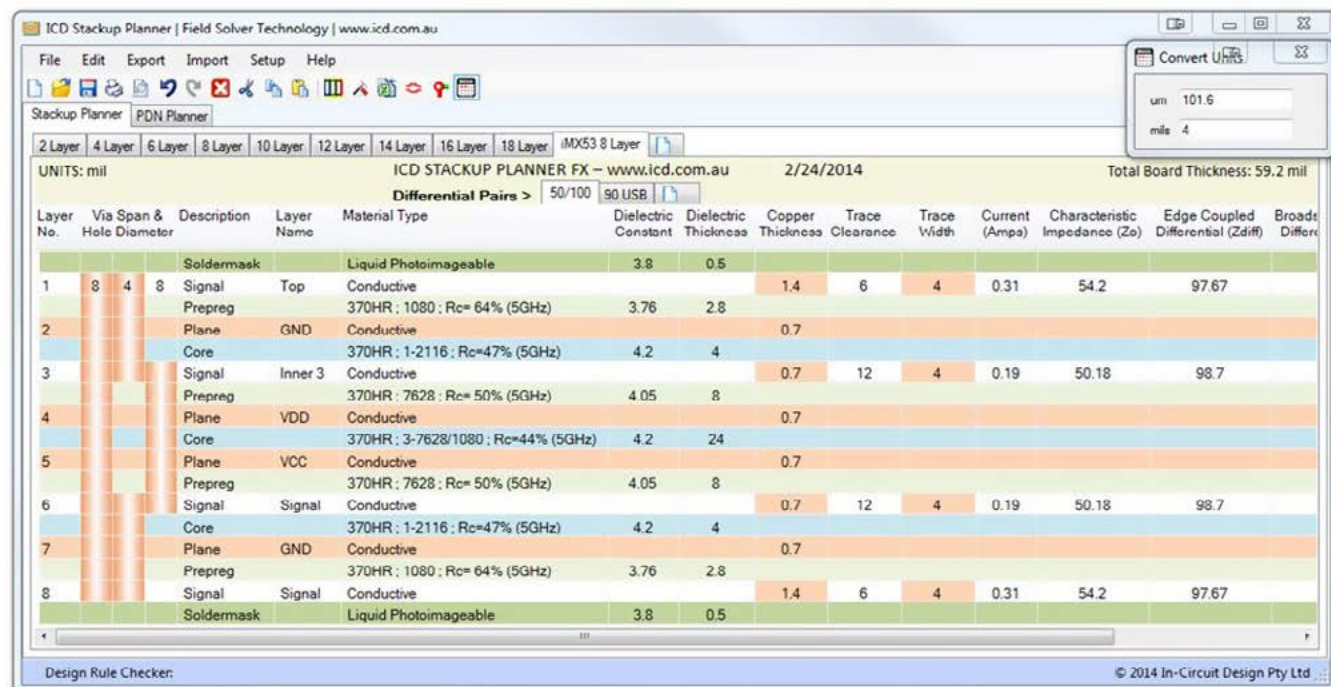 ICD Stackup Planner | Field Solver Technology | www.icd.com.au
File Edit Export Import Setup Help
Convert Units
um 101.6
mils 4
Stackup Planner PDN Planner
2 Layer 4 Layer 6 Layer 8 Layer 10 Layer 12 Layer 14 Layer 16 Layer 18 Layer iMX53 8 Layer
UNITS: mil ICD STACKUP PLANNER FX – www.icd.com.au 2/24/2014 Total Board Thickness: 59.2 mil
Differential Pairs > 50/100 90 USB
Layer Via Span & Description Layer Material Type Dielectric Dielectric Copper Trace Trace Current Characteristic Edge Coupled Broads
No. Hole Diameter Name Constant Thickness Thickness Clearance Width (Amps) Impedance (Zo) Differential (Zdiff) Differe
Soldermask Liquid Photoimageable 3.8 0.5
1 8 4 8 Signal Top Conductive 1.4 6 4 0.31 54.2 97.67
Prepreg 370HR ; 1080 ; Rc= 64% (5GHz) 3.76 2.8
2 Plane GND Conductive 0.7
Core 370HR ; 1-2116 ; Rc=47% (5GHz) 4.2 4
3 Signal Inner 3 Conductive 0.7 12 4 0.19 50.18 98.7
Prepreg 370HR ; 7628 ; Rc= 50% (5GHz) 4.05 8
4 Plane VDD Conductive 0.7
Core 370HR ; 3-7628/1080 ; Rc=44% (5GHz) 4.2 24
5 Plane VCC Conductive 0.7
Prepreg 370HR ; 7628 ; Rc= 50% (5GHz) 4.05 8
6 Signal Signal Conductive 0.7 12 4 0.19 50.18 98.7
Core 370HR ; 1-2116 ; Rc=47% (5GHz) 4.2 4
7 Plane GND Conductive 0.7
Prepreg 370HR ; 1080 ; Rc= 64% (5GHz) 3.76 2.8
8 Signal Signal Conductive 1.4 6 4 0.31 54.2 97.67
Soldermask Liquid Photoimageable 3.8 0.5
Design Rule Checker: © 2014 In-Circuit Design Pty Ltd